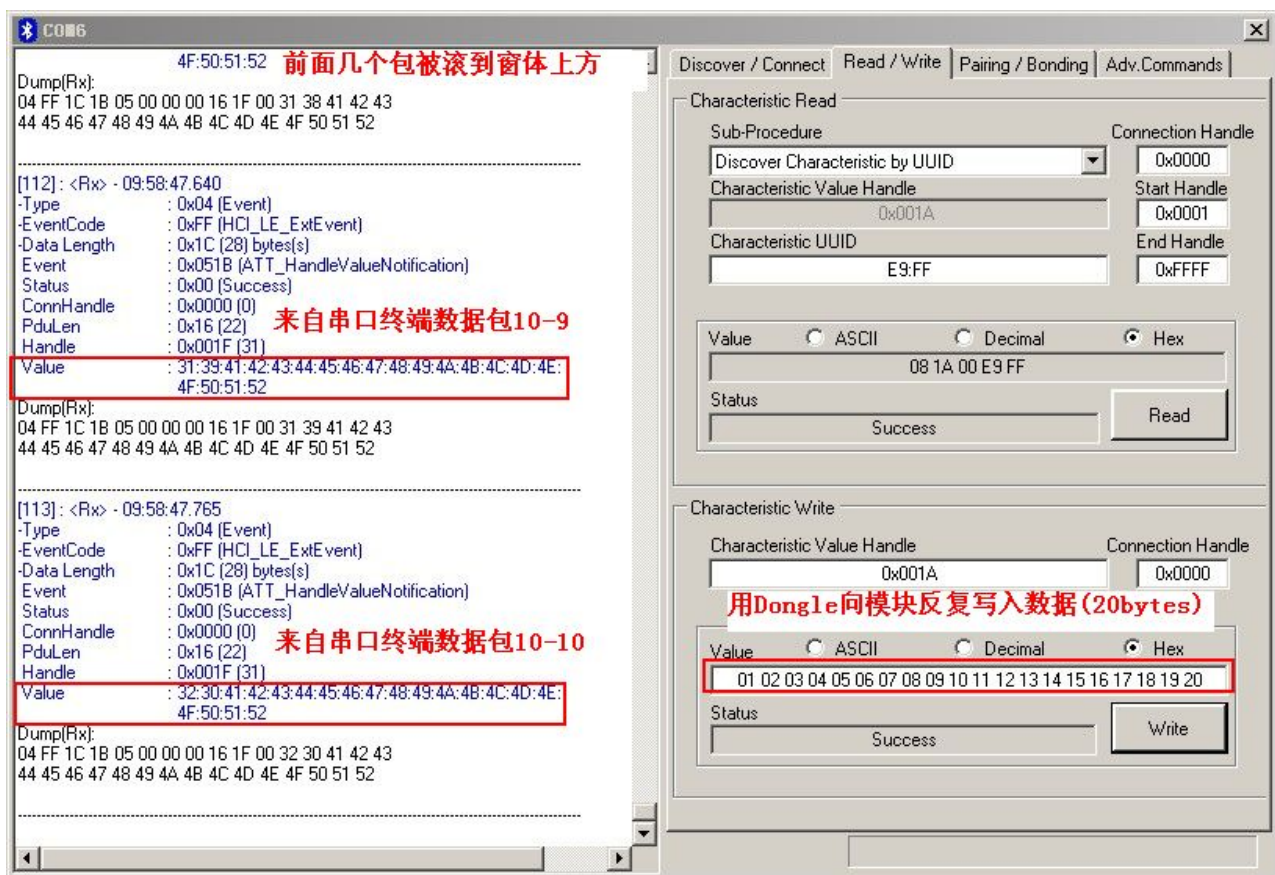 COM6
4F:50:51:52 前面几个包被滚到窗体上方
Dump(Rx):
04 FF 1C 1B 05 00 00 00 16 1F 00 31 38 41 42 43
44 45 46 47 48 49 4A 4B 4C 4D 4E 4F 50 51 52
[112] : <Rx> - 09:58:47.640
-Type : 0x04 (Event)
-EventCode : 0xFF (HCI_LE_ExtEvent)
-Data Length : 0x1C (28) bytes(s)
Event : 0x051B (ATT_HandleValueNotification)
Status : 0x00 (Success)
ConnHandle : 0x0000 (0)
PduLen : 0x16 (22)
来自串口终端数据包10-9
Handle : 0x001F (31)
Value : 31:39:41:42:43:44:45:46:47:48:49:4A:4B:4C:4D:4E:
4F:50:51:52
Dump(Rx):
04 FF 1C 1B 05 00 00 00 16 1F 00 31 39 41 42 43
44 45 46 47 48 49 4A 4B 4C 4D 4E 4F 50 51 52
[113] : <Rx> - 09:58:47.765
-Type : 0x04 (Event)
-EventCode : 0xFF (HCI_LE_ExtEvent)
-Data Length : 0x1C (28) bytes(s)
Event : 0x051B (ATT_HandleValueNotification)
Status : 0x00 (Success)
ConnHandle : 0x0000 (0)
PduLen : 0x16 (22)
来自串口终端数据包10-10
Handle : 0x001F (31)
Value : 32:30:41:42:43:44:45:46:47:48:49:4A:4B:4C:4D:4E:
4F:50:51:52
Dump(Rx):
04 FF 1C 1B 05 00 00 00 16 1F 00 32 30 41 42 43
44 45 46 47 48 49 4A 4B 4C 4D 4E 4F 50 51 52
Discover / Connect Read / Write Pairing / Bonding Adv.Commands
Characteristic Read
Sub-Procedure Connection Handle
Discover Characteristic by UUID 0x0000
Characteristic Value Handle Start Handle
0x001A 0x0001
Characteristic UUID End Handle
E9:FF 0xFFFF
Value ASCII Decimal Hex
08 1A 00 E9 FF
Status
Success Read
Characteristic Write
Characteristic Value Handle Connection Handle
0x001A 0x0000
用Dongle向模块反复写入数据(20bytes)
Value ASCII Decimal Hex
01 02 03 04 05 06 07 08 09 10 11 12 13 14 15 16 17 18 19 20
Status
Success Write